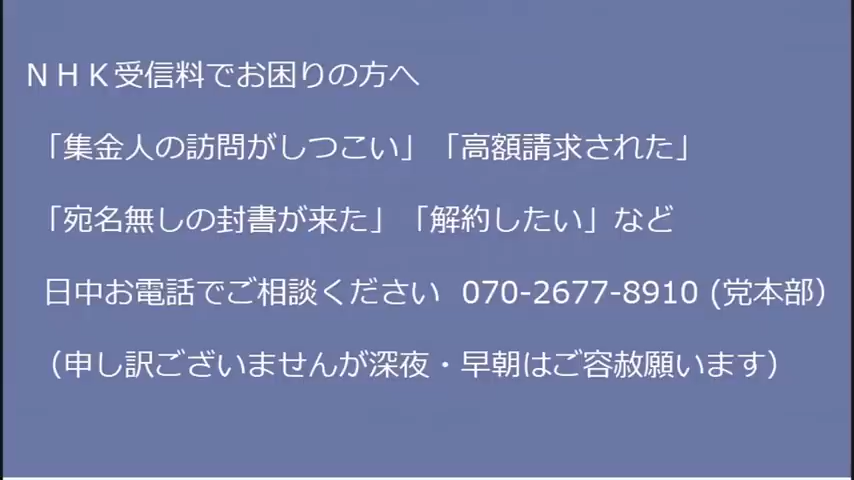 ＮＨＫ受信料でお困りの方へ
「集金人の訪問がしつこい」「高額請求された」
「宛名無しの封書が来た」「解約したい」など
日中お電話でご相談ください 070-2677-8910 (党本部）
（申し訳ございませんが深夜・早朝はご容赦願います）